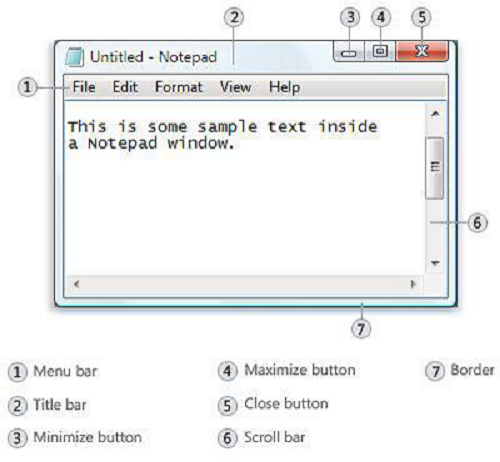 2 3 4 5
Untitled - Notepad
1 File Edit Format View Help
This is some sample text inside
a Notepad window.
6
7
1 Menu bar 4 Maximize button 7 Border
2 Title bar 5 Close button
3 Minimize button 6 Scroll bar